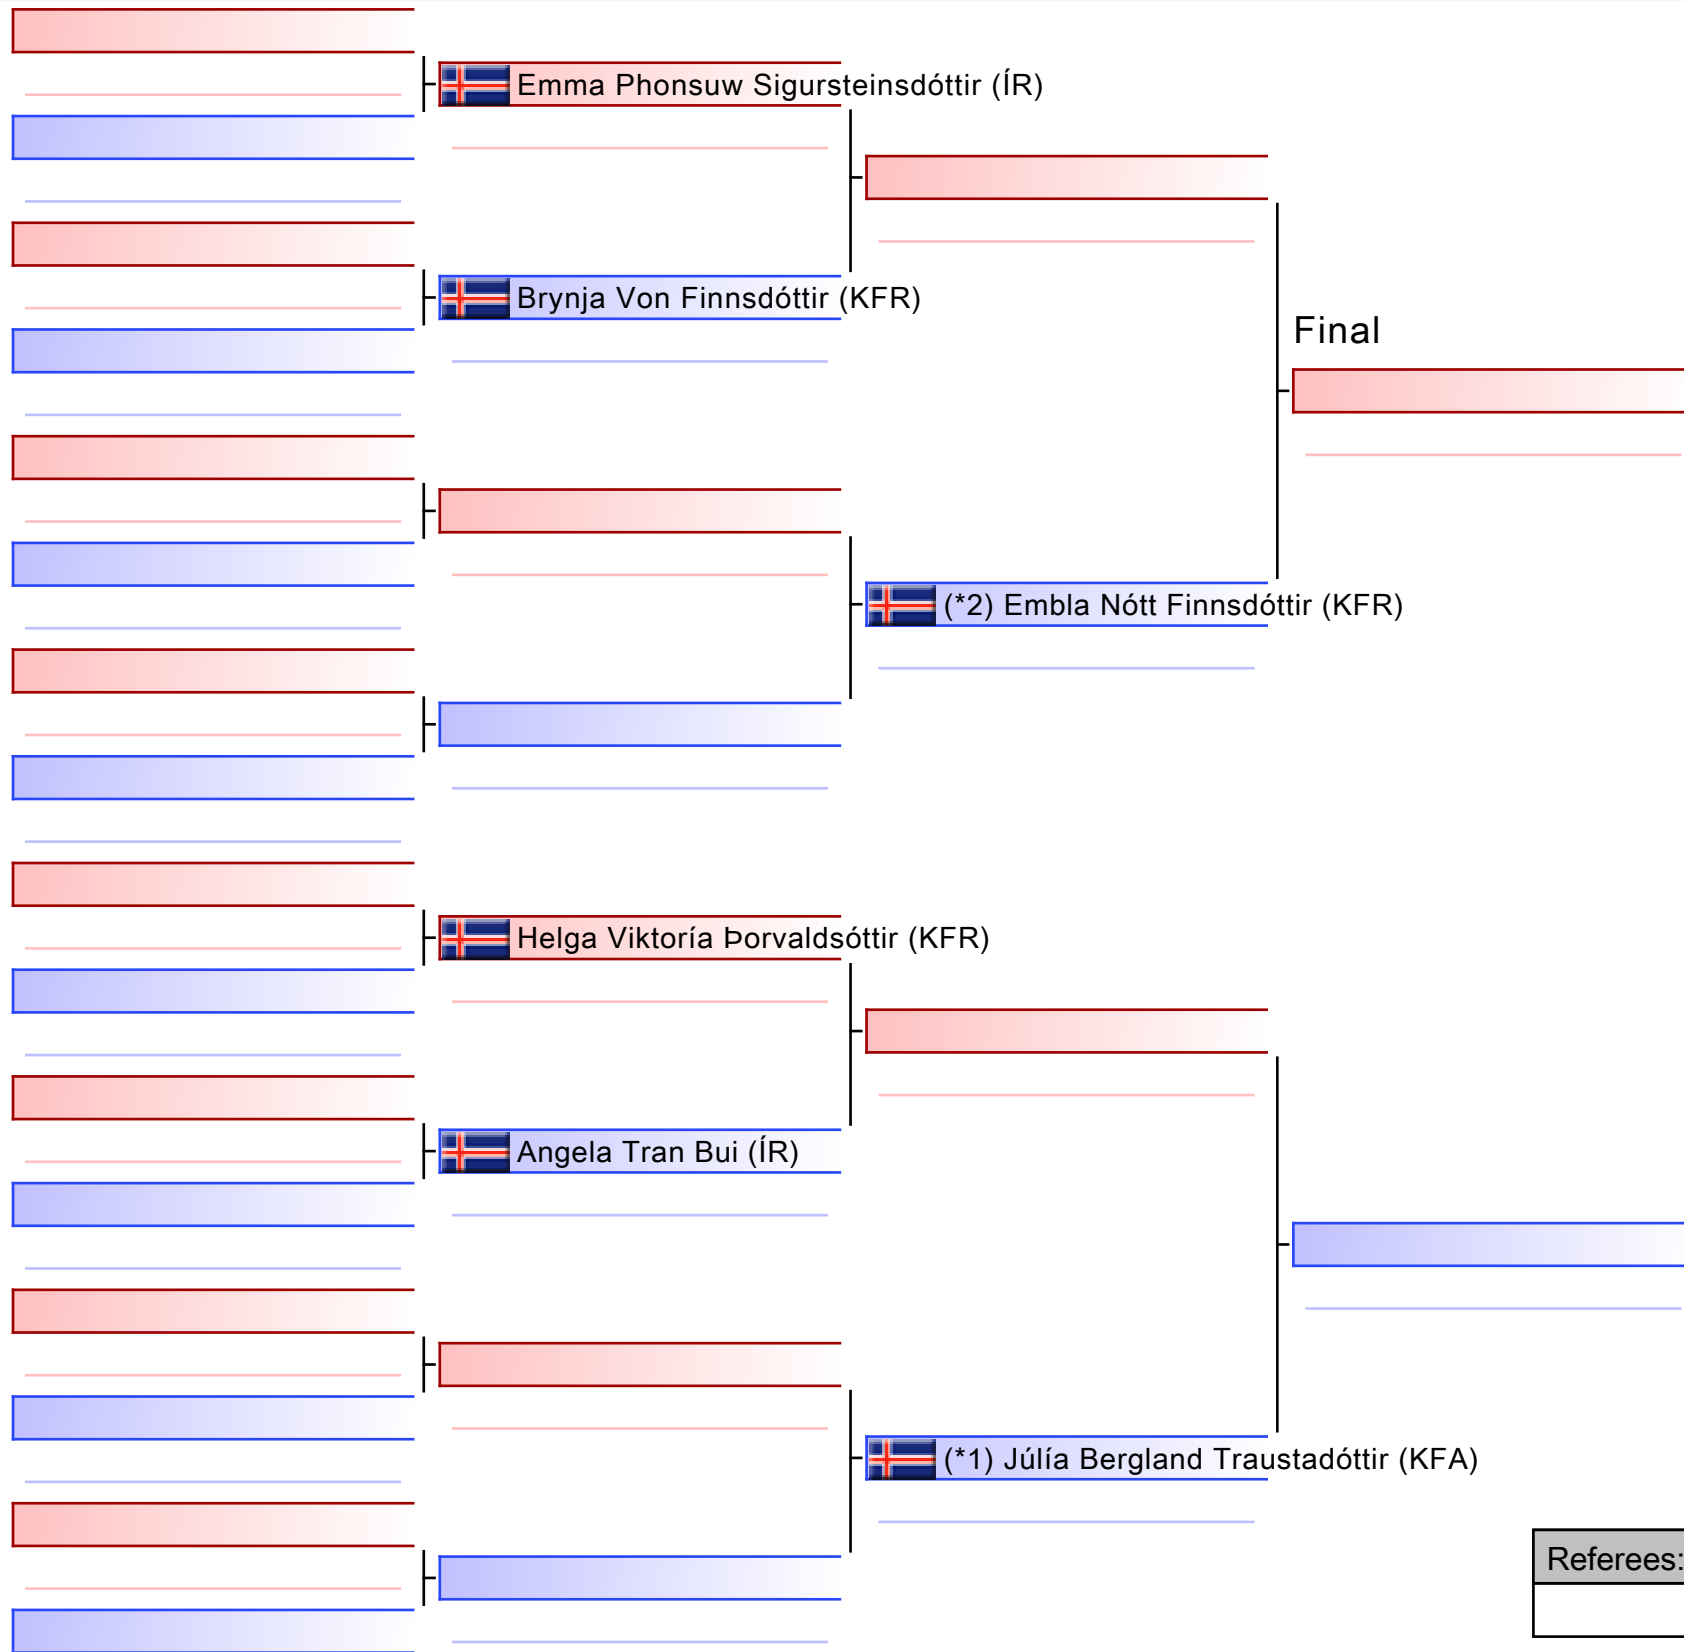 Emma Phonsuw Sigursteinsdóttir (ÍR)
Brynja Von Finnsdóttir (KFR)
Final
(*2) Embla Nótt Finnsdóttir (KFR)
Helga Viktoría Þorvaldsóttir (KFR)
Angela Tran Bui (ÍR)
(*1) Júlía Bergland Traustadóttir (KFA)
Referees: